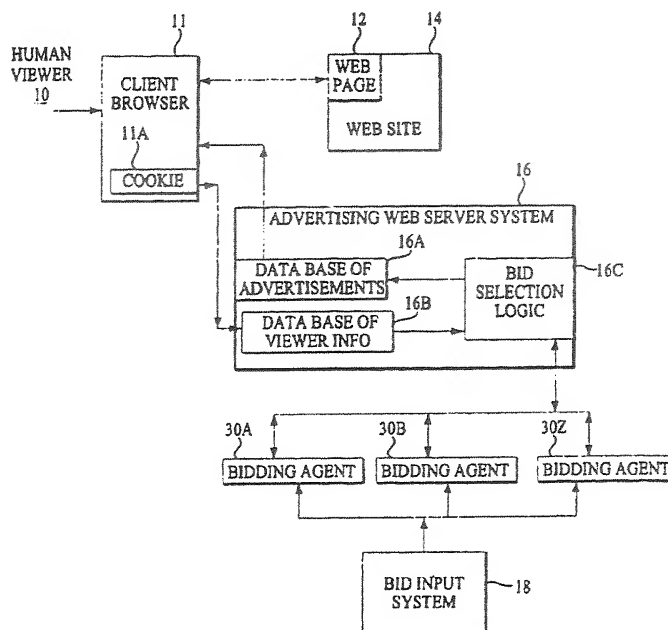 11
12
14
HUMAN
VIEWER
10
CLIENT
BROWSER
11A
COOKIE
WEB
PAGE
WEB SITE
16
ADVERTISING WEB SERVER SYSTEM
16A
DATA BASE OF
ADVERTISEMENTS
16B
DATA BASE OF
VIEWER INFO
BID
SELECTION
LOGIC
16C
30A
30B
30Z
BIDDING AGENT
BIDDING AGENT
BIDDING AGENT
BID INPUT
SYSTEM
18